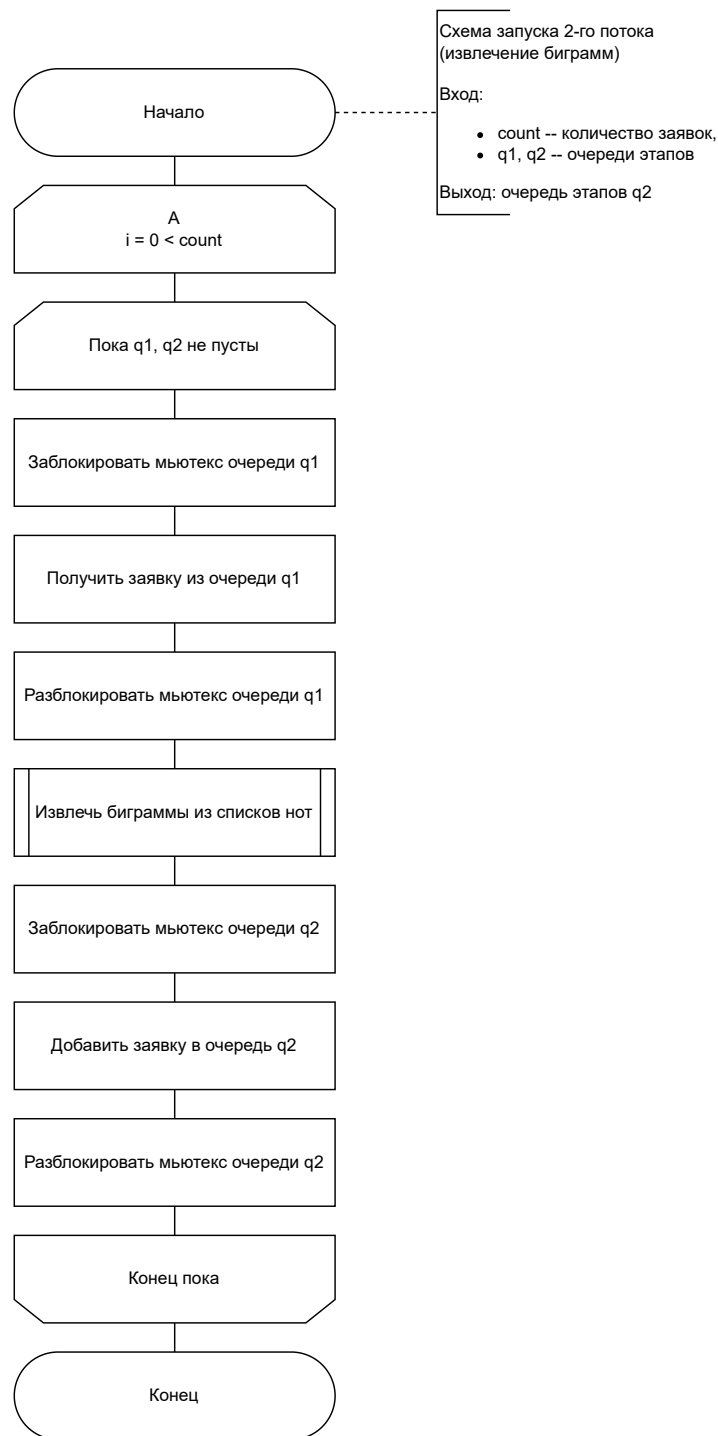 Схема запуска 2-го потока
(извлечение биграмм)
Вход:
• count -- количество заявок,
• q1, q2 -- очереди этапов
Выход: очередь этапов q2
Начало
A
i = 0 < count
Пока q1, q2 не пусты
Заблокировать мьютекс очереди q1
Получить заявку из очереди q1
Разблокировать мьютекс очереди q1
Извлечь биграммы из списков нот
Заблокировать мьютекс очереди q2
Добавить заявку в очередь q2
Разблокировать мьютекс очереди q2
Конец пока
Конец